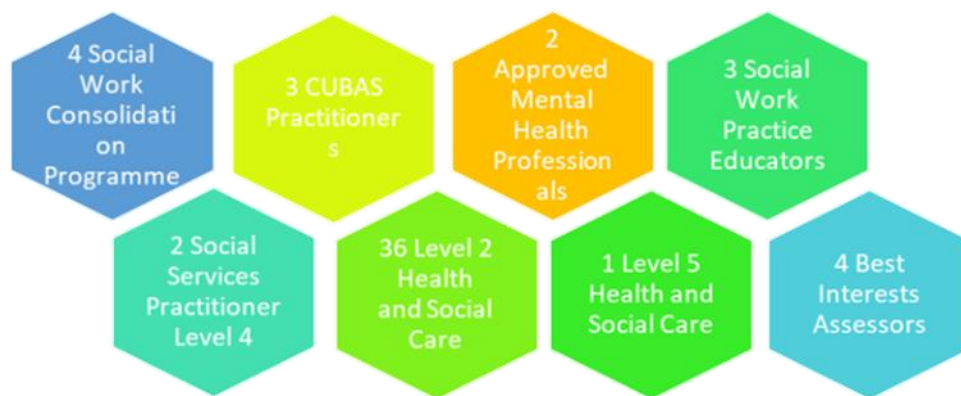 4 Social
Work
Consolidati
on
Programme
3 CUBAS
Practitioner
s
2
Approved
Mental
Health
Profession
als
3 Social
Work
Practice
Educators
2 Social
Services
Practitioner
Level 4
36 Level 2
Health
and Social
Care
1 Level 5
Health and
Social Care
4 Best
Interests
Assessors